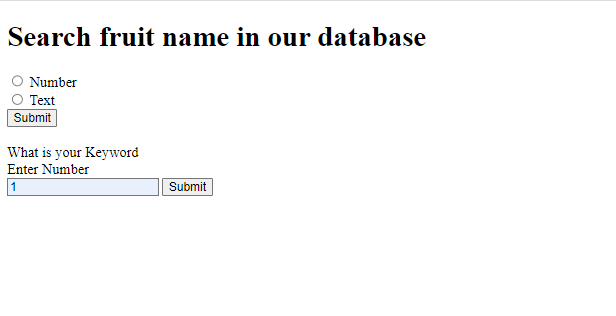 Search fruit name in our database
Number
Text
Submit
What is your Keyword
Enter Number
1 Submit